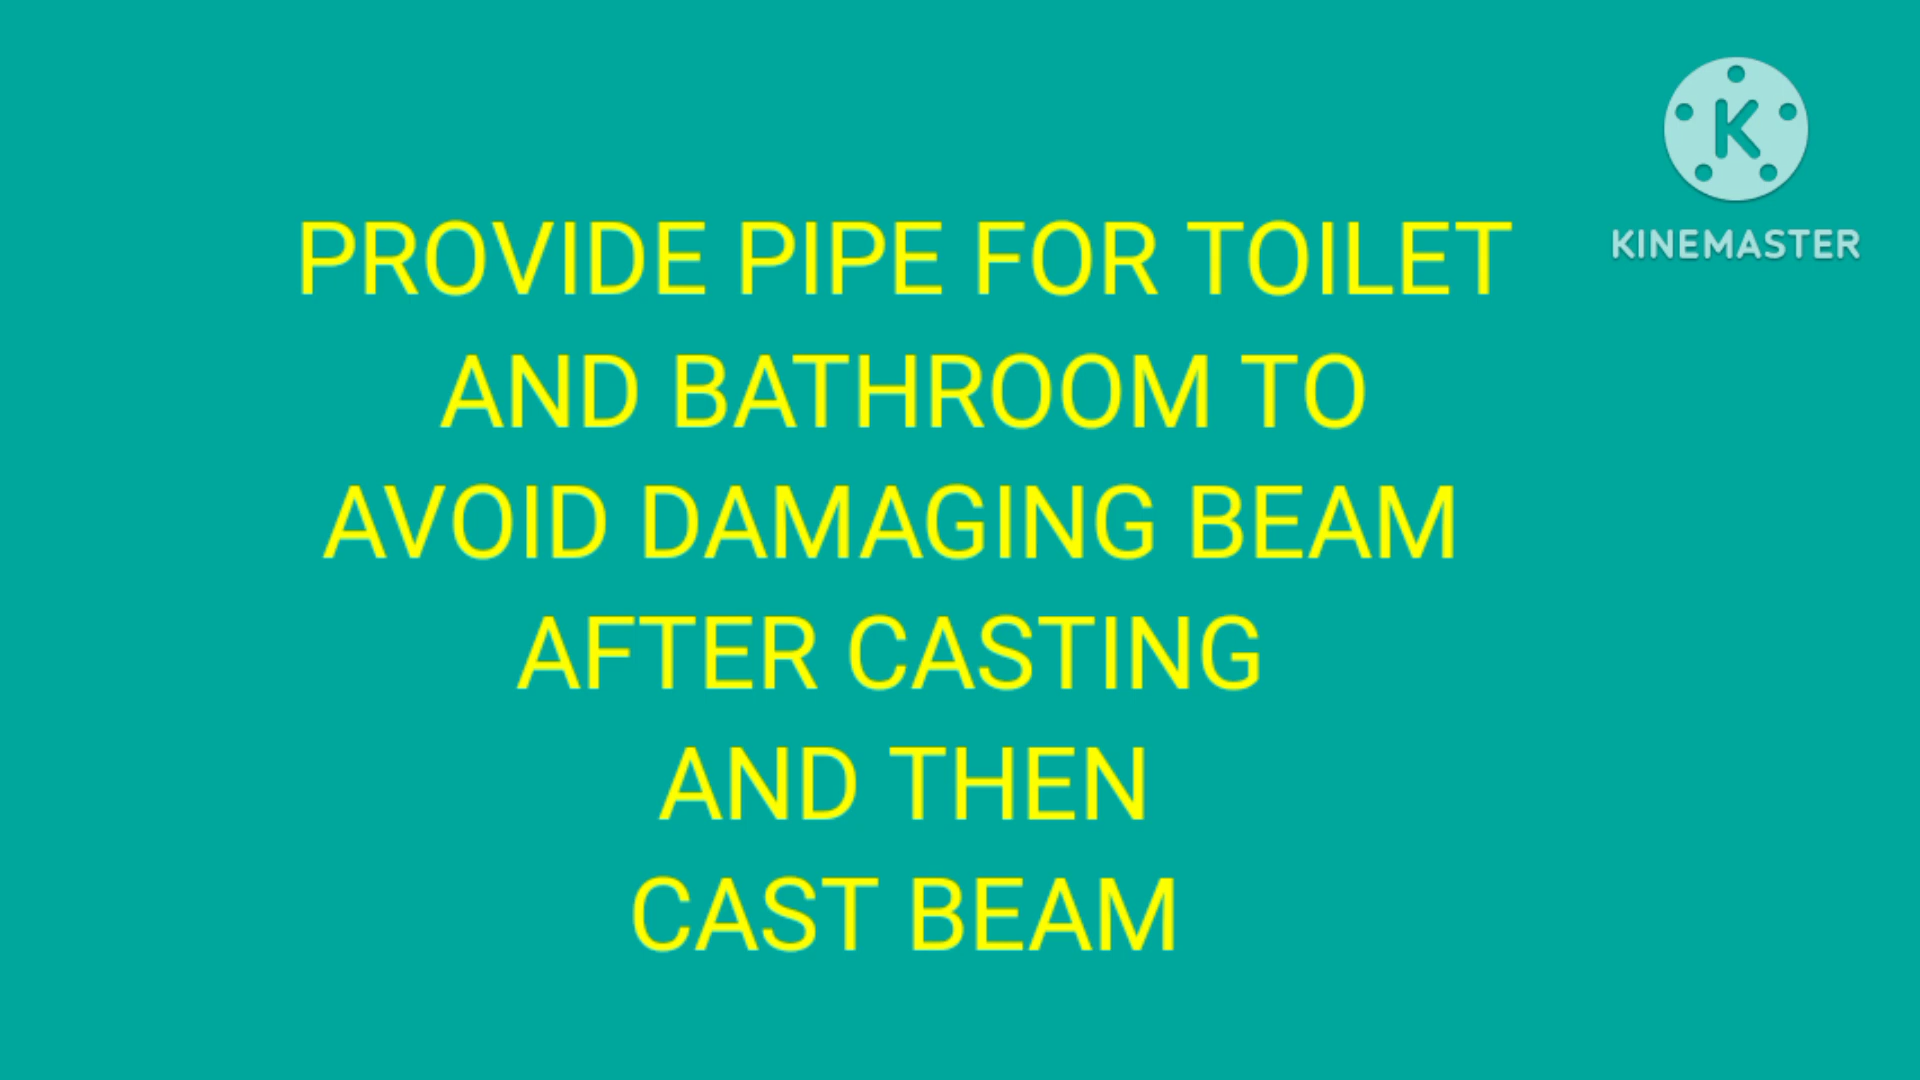 K
KINEMASTER
PROVIDE PIPE FOR TOILET
AND BATHROOM TO
AVOID DAMAGING BEAM
AFTER CASTING
AND THEN
CAST BEAM